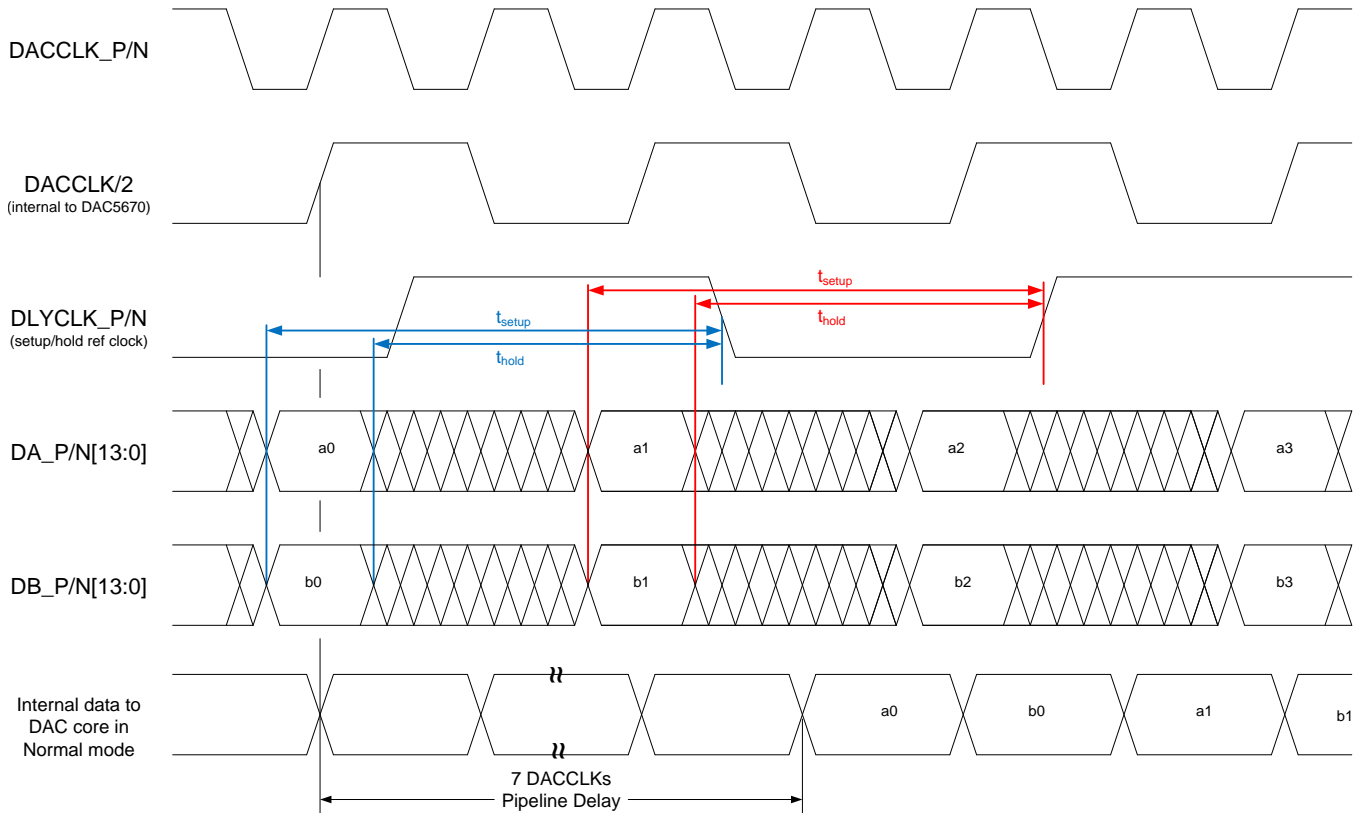 DACCLK_P/N
DACCLK/2
(internal to DAC5670)
DLYCLK_P/N
(setup/hold ref clock)
tsetup
thold
tsetup
thold
DA_P/N[13:0]
a0
a1
a2
a3
DB_P/N[13:0]
b0
b1
b2
b3
Internal data to
DAC core in
Normal mode
a0
b0
a1
b1
7 DACCLKs
Pipeline Delay